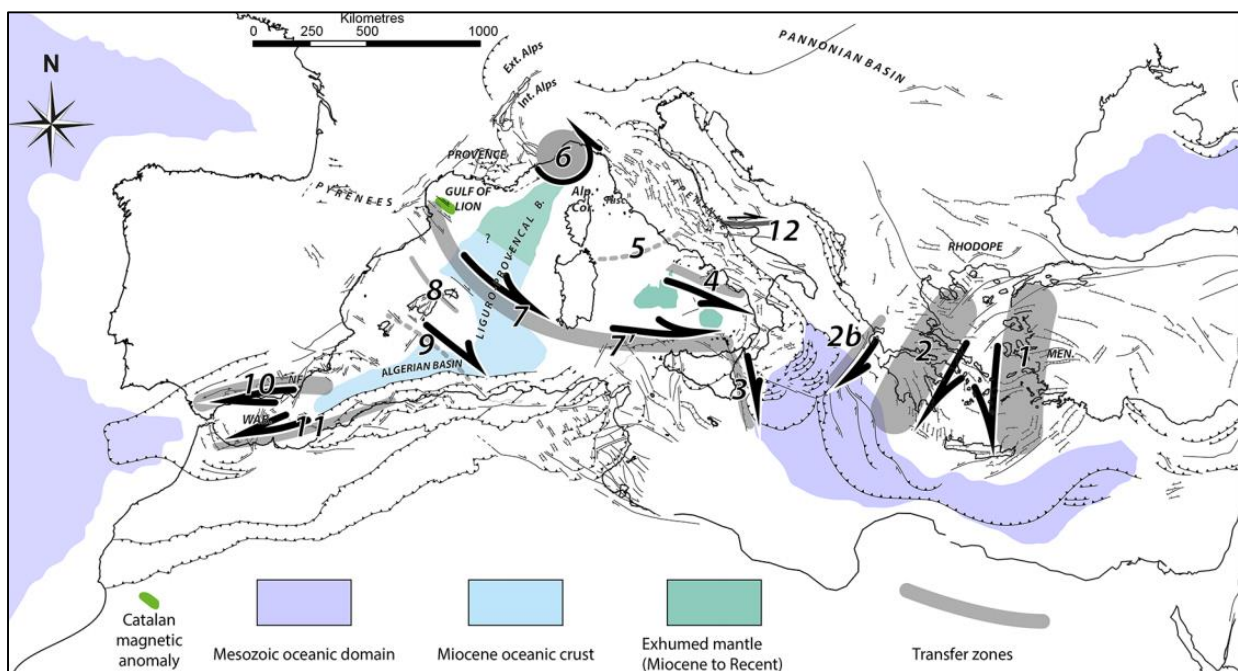 Kilometres
0 250 500 1000
N
PANNONIAN BASIN
Ext. Alps
Int. Alps
PROVENCE
6
PYRENEES
GULF OF
LION
Alp.
Cor.
Tusc.
APENNINES
12
RHODOPE
?
LIGURO-PROVENCAL B.
5
4
8
7
2b
2
1
MEN.
9
7'
ALGERIAN BASIN
3
10
11
Catalan
magnetic
anomaly
Mesozoic oceanic domain
Miocene oceanic crust
Exhumed mantle
(Miocene to Recent)
Transfer zones